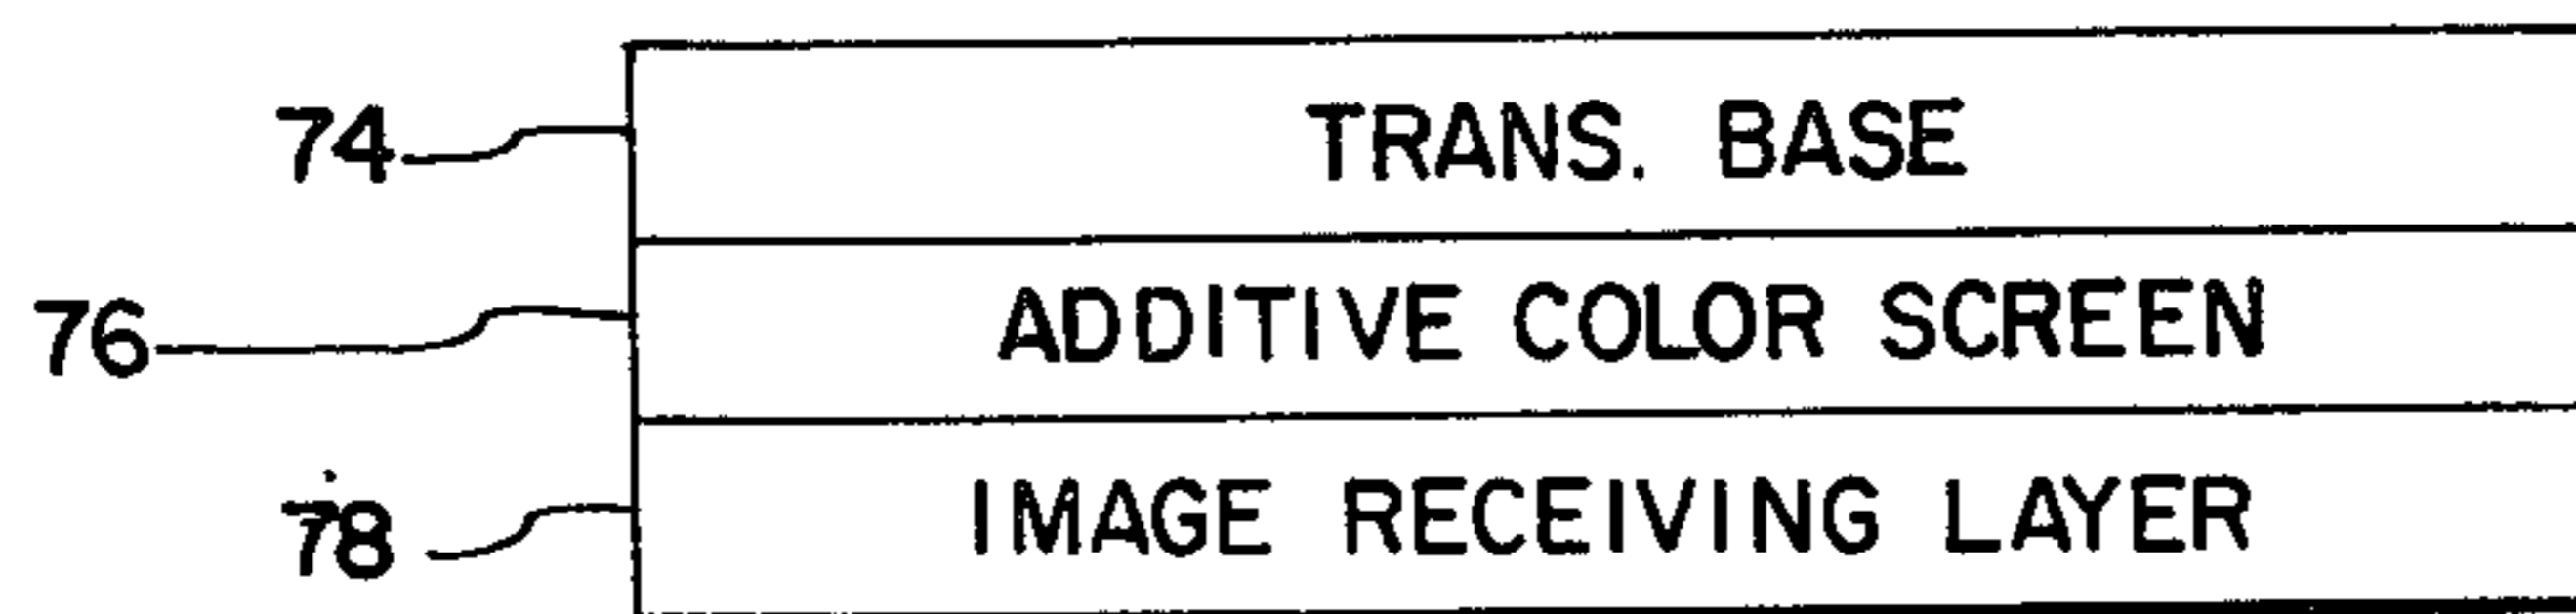 74 TRANS. BASE
76 ADDITIVE COLOR SCREEN
78 IMAGE RECEIVING LAYER